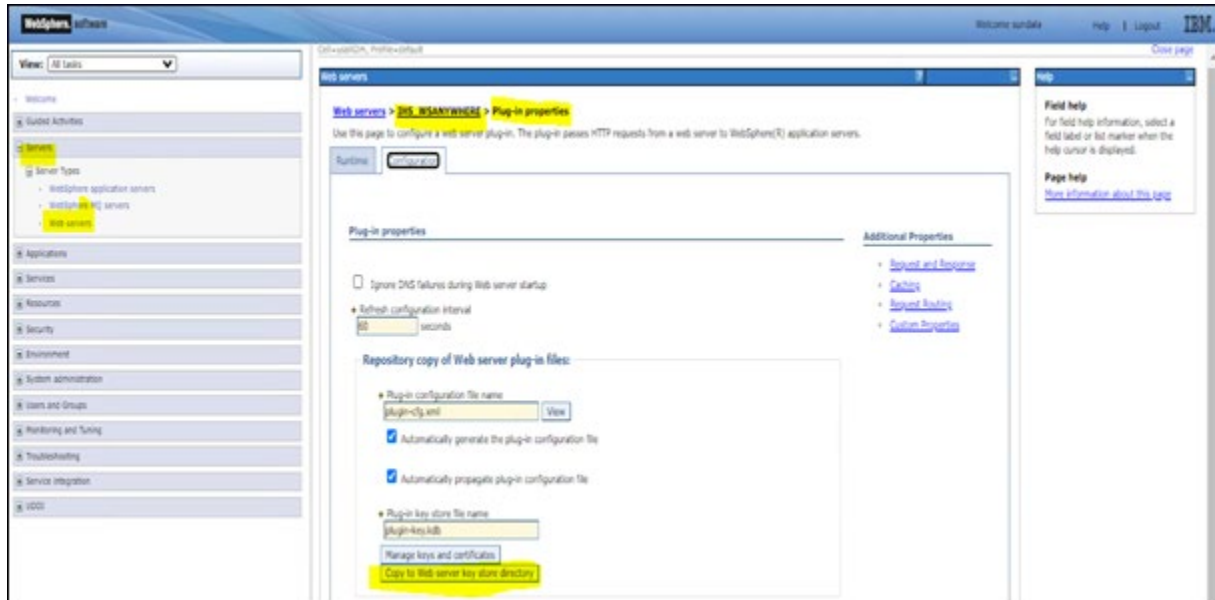 WebSphere. software
Welcome sundata Help | Logout IBM.
View: All tasks
Cell=usl0IDM, Profile=default
Close page
Welcome
Guided Activities
Servers
Server Types
WebSphere application servers
WebSphere MQ servers
Web servers
Applications
Services
Resources
Security
Environment
System administration
Users and Groups
Monitoring and Tuning
Troubleshooting
Service integration
UDDI
Web servers ?
Web servers > IHS_WSANYWHERE > Plug-in properties
Use this page to configure a web server plug-in. The plug-in passes HTTP requests from a web server to WebSphere(R) application servers.
Runtime Configuration
Plug-in properties
Ignore DNS failures during Web server startup
Refresh configuration interval
60 seconds
Repository copy of Web server plug-in files:
Plug-in configuration file name
plugin-cfg.xml View
Automatically generate the plug-in configuration file
Automatically propagate plug-in configuration file
Plug-in key store file name
plugin-key.kdb
Manage keys and certificates
Copy to Web server key store directory
Additional Properties
Request and Response
Caching
Request Routing
Custom Properties
Help
Field help
For field help information, select a
field label or list marker when the
help cursor is displayed.
Page help
More information about this page